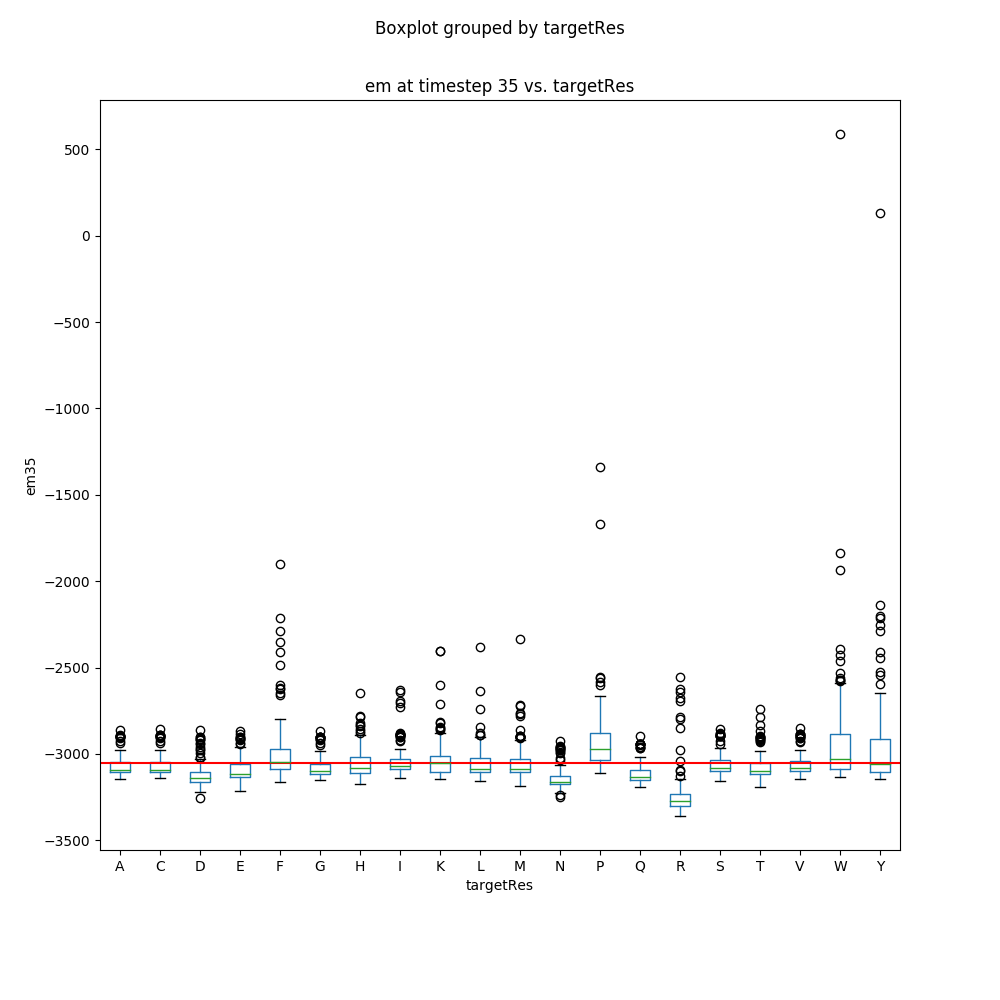 Boxplot grouped by targetRes
em at timestep 35 vs. targetRes
500
0
−500
−1000
−1500
−2000
−2500
−3000
−3500
em35
A C D E F G H I K L M N P Q R S T V W Y
targetRes